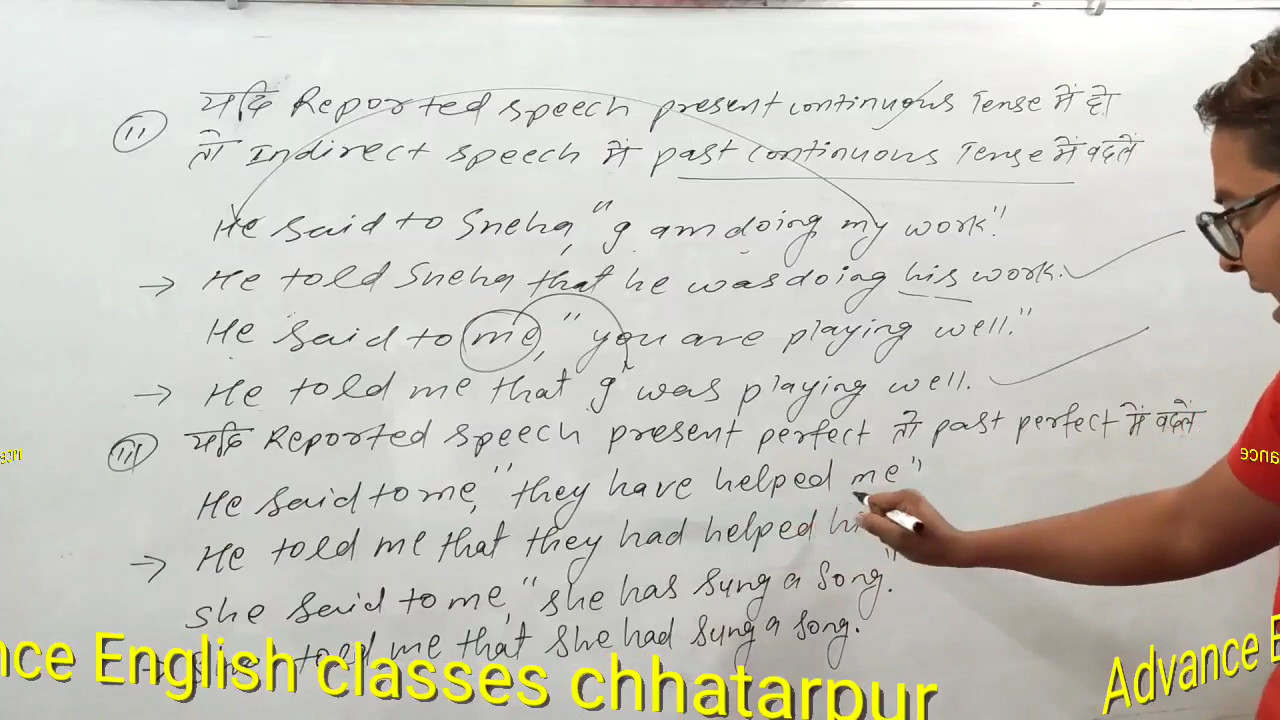 (ii) यदि Reported speech present continuous Tense में हो
तो Indirect speech में past continuous Tense में बदलें
He said to Sneha, "I am doing my work."
→ He told Sneha that he was doing his work.
He said to me, "you are playing well."
→ He told me that I was playing well.
(iii) यदि Reported speech present perfect तो past perfect में बदलें
He said to me, "they have helped me"
→ He told me that they had helped
she said to me, "she has sung a song."
→ told me that she had sung a song.
nce English classes chhatarpur
Advance E